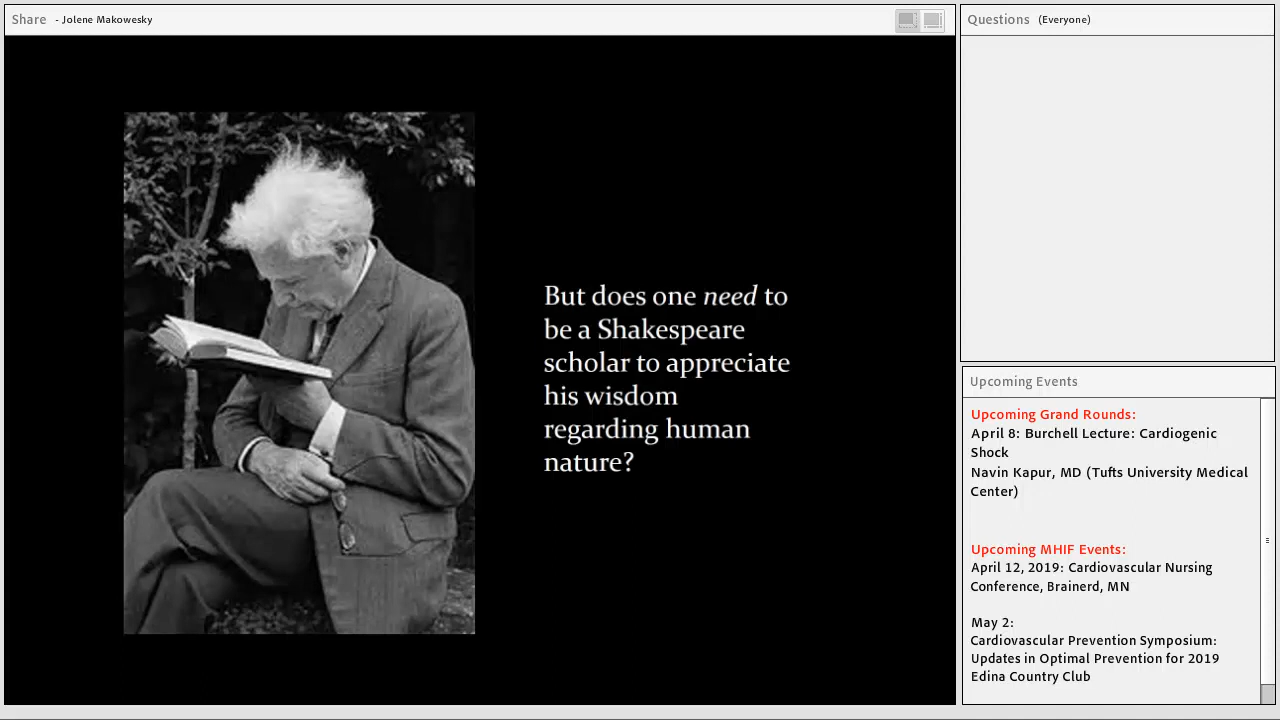 Share - Jolene Makowesky
But does one need to
be a Shakespeare
scholar to appreciate
his wisdom
regarding human
nature?
Questions (Everyone)
Upcoming Events
Upcoming Grand Rounds:
April 8: Burchell Lecture: Cardiogenic
Shock
Navin Kapur, MD (Tufts University Medical
Center)
Upcoming MHIF Events:
April 12, 2019: Cardiovascular Nursing
Conference, Brainerd, MN
May 2:
Cardiovascular Prevention Symposium:
Updates in Optimal Prevention for 2019
Edina Country Club